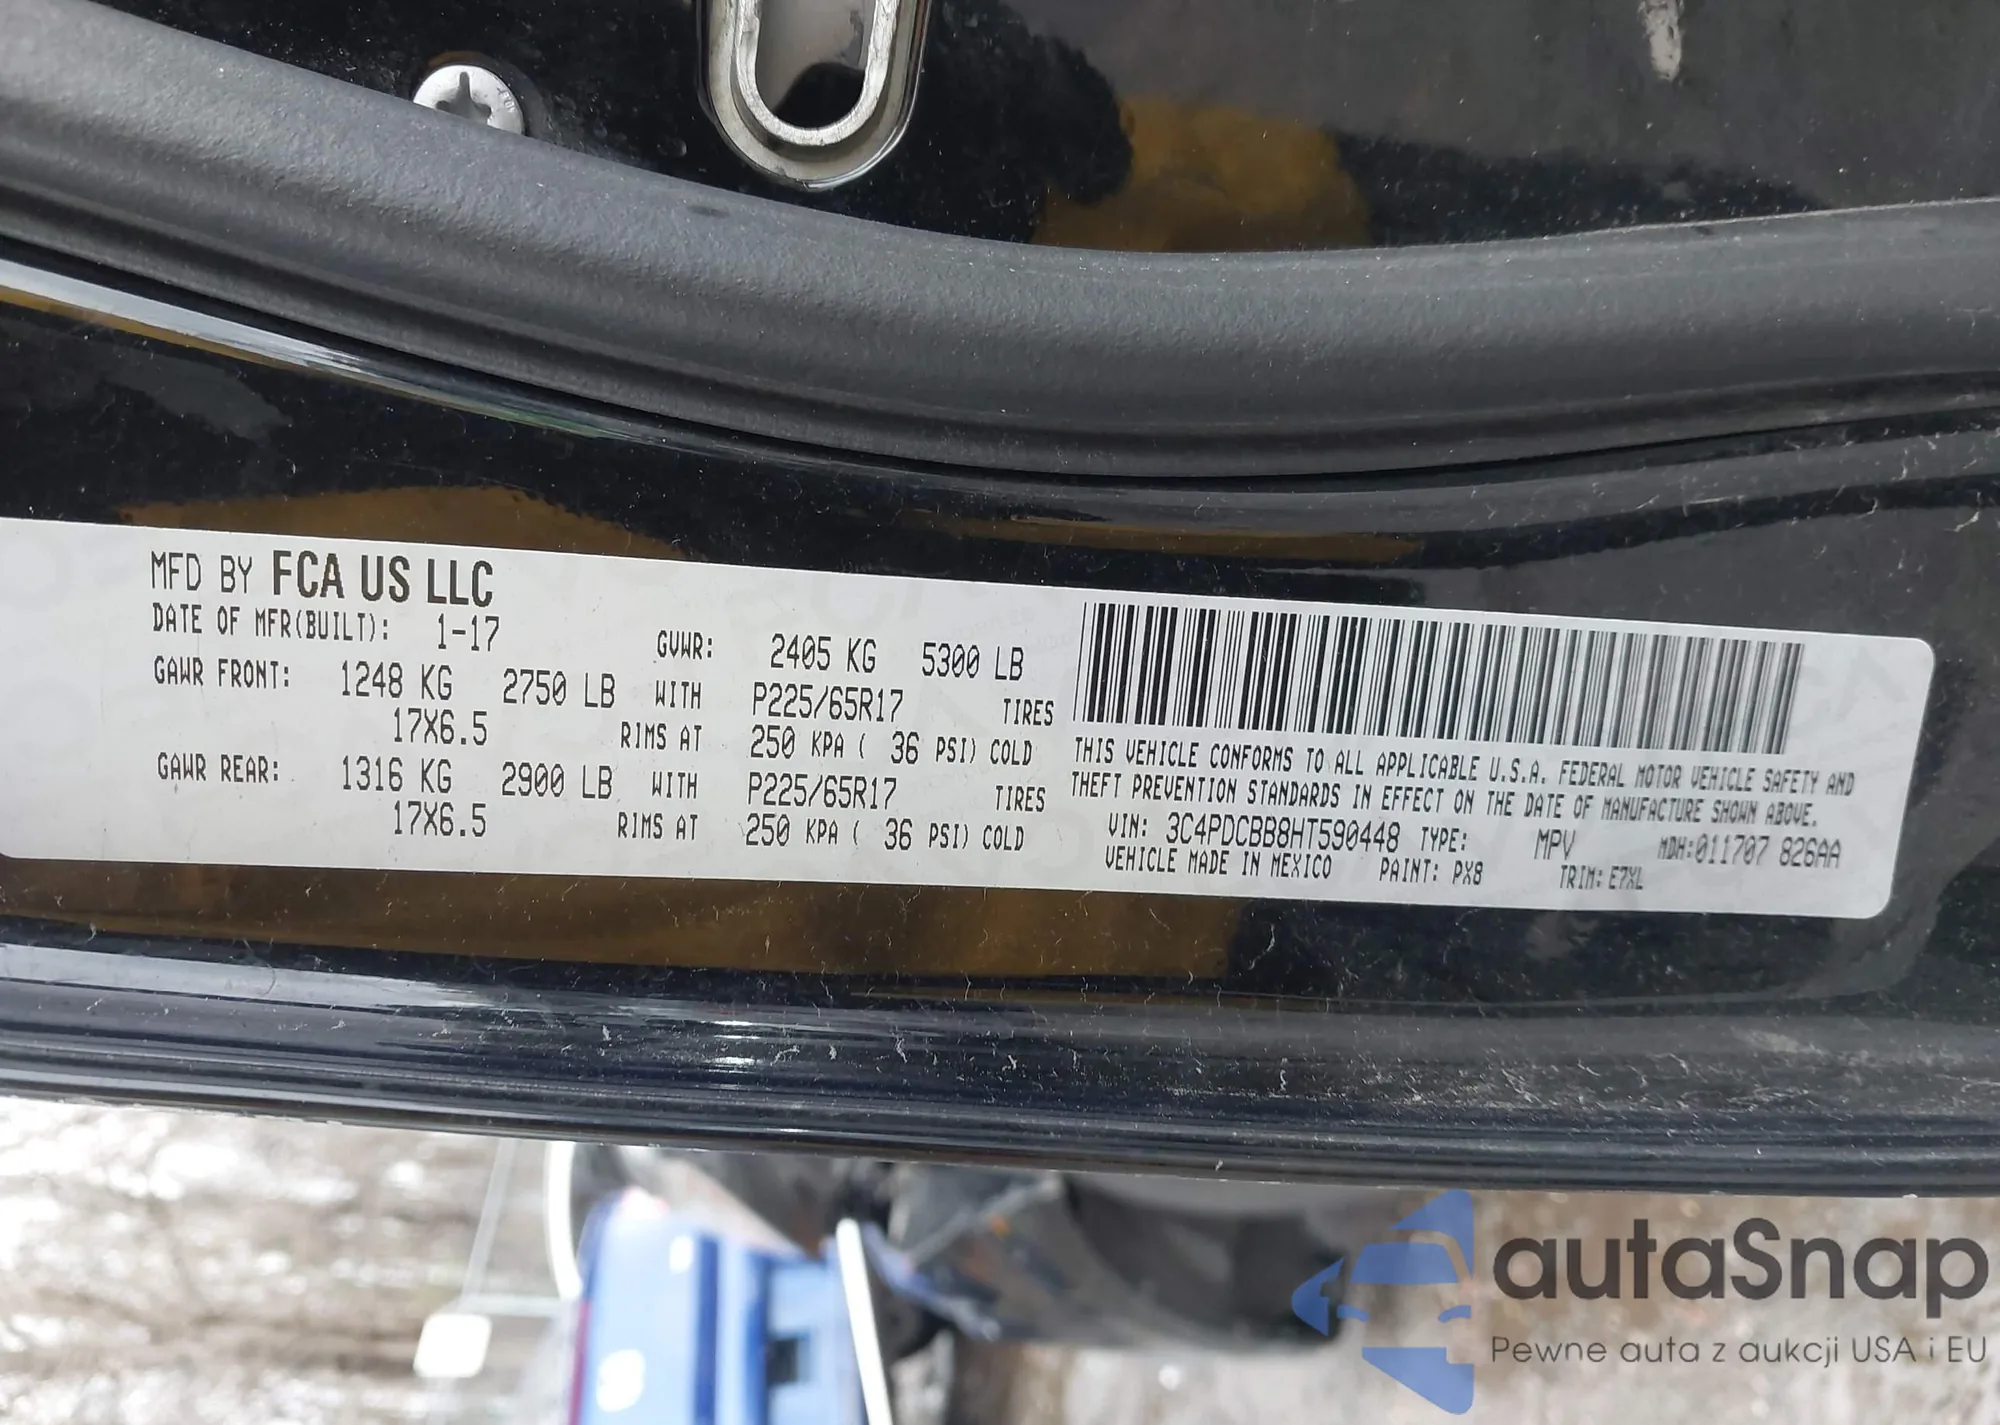 MFD BY FCA US LLC
DATE OF MFR(BUILT): 1-17 GVWR: 2405 KG 5300 LB
GAWR FRONT: 1248 KG 2750 LB WITH P225/65R17 TIRES
17X6.5 RIMS AT 250 KPA ( 36 PSI) COLD
GAWR REAR: 1316 KG 2900 LB WITH P225/65R17 TIRES
17X6.5 RIMS AT 250 KPA ( 36 PSI) COLD
THIS VEHICLE CONFORMS TO ALL APPLICABLE U.S.A. FEDERAL MOTOR VEHICLE SAFETY AND
THEFT PREVENTION STANDARDS IN EFFECT ON THE DATE OF MANUFACTURE SHOWN ABOVE.
VIN: 3C4PDCBB8HT590448 TYPE: MPV MDH:011707 826AA
VEHICLE MADE IN MEXICO PAINT: PX8 TRIM: E7XL
autaSnap
Pewne auta z aukcji USA i EU